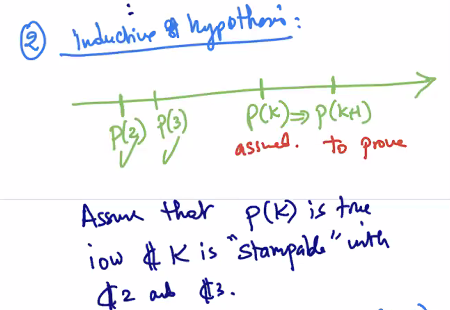 ② Inductive hypothesis:
P(2) P(3) P(K) ⇒ P(K+1)
assumed. to prove
Assume that P(K) is true
iow ₵ K is "stampable" with
₵2 and ₵3.